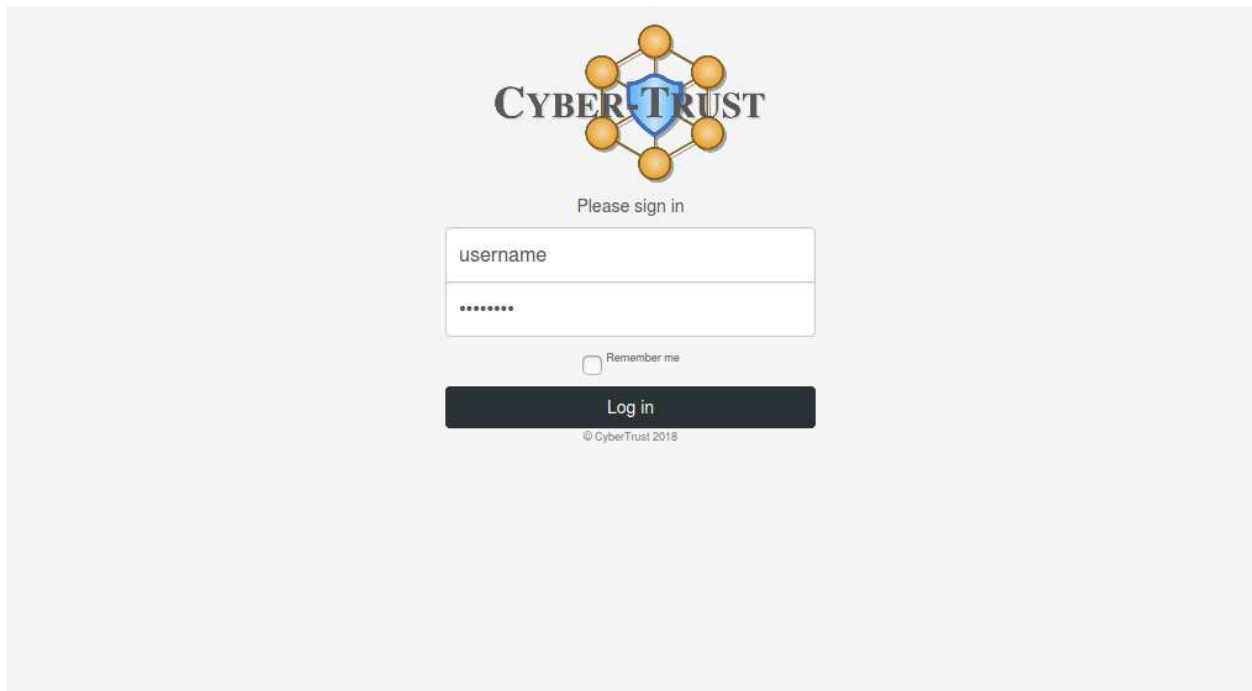 CYBER-TRUST
Please sign in
username
••••••••
Remember me
Log in
© CyberTrust 2018